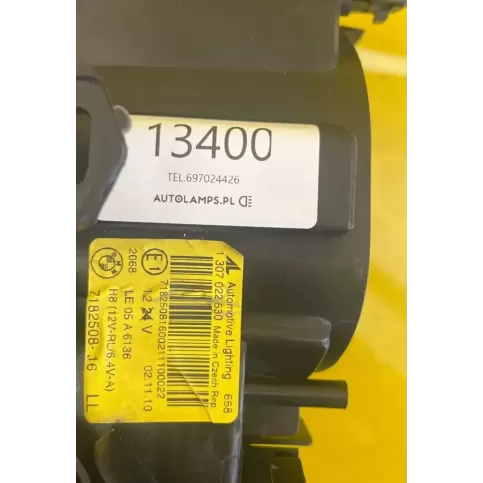 13400
TEL.697024426
AUTOLAMPS.PL
AL Automotive Lighting 658
1 307 022 630 Made in Czech Rep
7182508160021110022
E1 12 24 V 02.11.10
2068 LE 05 A 6136
H8 (12V-RL/6.4V-A)
BMW
7182508- 16 LL